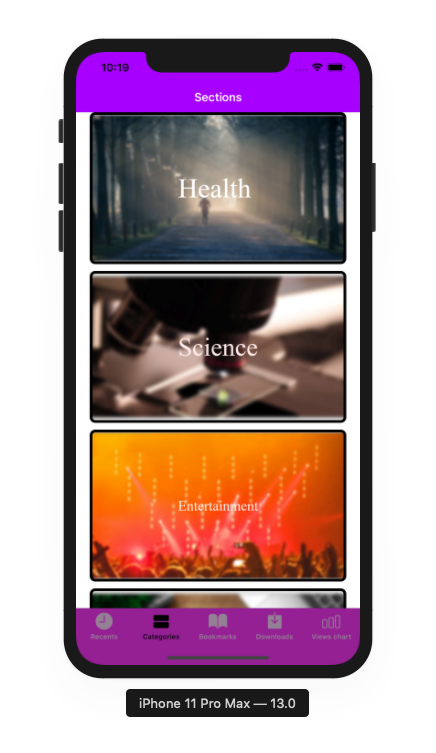 10:19
Sections
Health
Science
Entertainment
Recents
Categories
Bookmarks
Downloads
Views chart
iPhone 11 Pro Max — 13.0